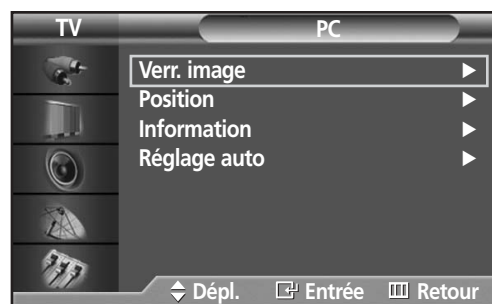 TV
PC
Verr. image
Position
Information
Réglage auto
Dépl. Entrée Retour